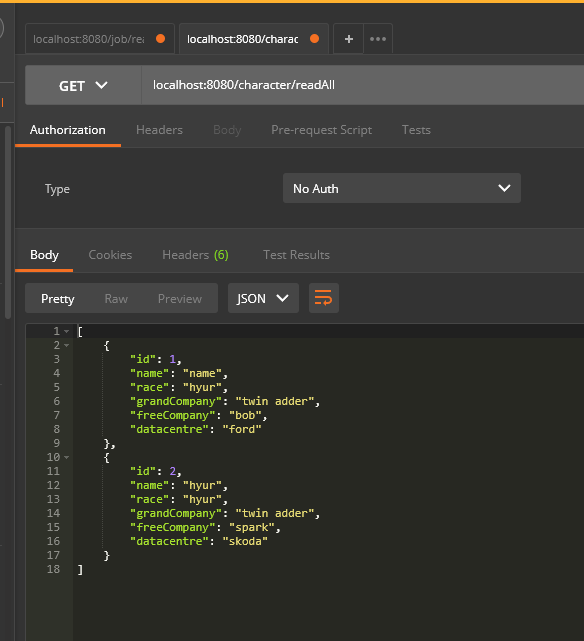 localhost:8080/job/rea
localhost:8080/charac
+
•••
GET
localhost:8080/character/readAll
Authorization
Headers
Body
Pre-request Script
Tests
Type
No Auth
Body
Cookies
Headers (6)
Test Results
Pretty
Raw
Preview
JSON
1 [
2 {
3 "id": 1,
4 "name": "name",
5 "race": "hyur",
6 "grandCompany": "twin adder",
7 "freeCompany": "bob",
8 "datacentre": "ford"
9 },
10 {
11 "id": 2,
12 "name": "hyur",
13 "race": "hyur",
14 "grandCompany": "twin adder",
15 "freeCompany": "spark",
16 "datacentre": "skoda"
17 }
18 ]